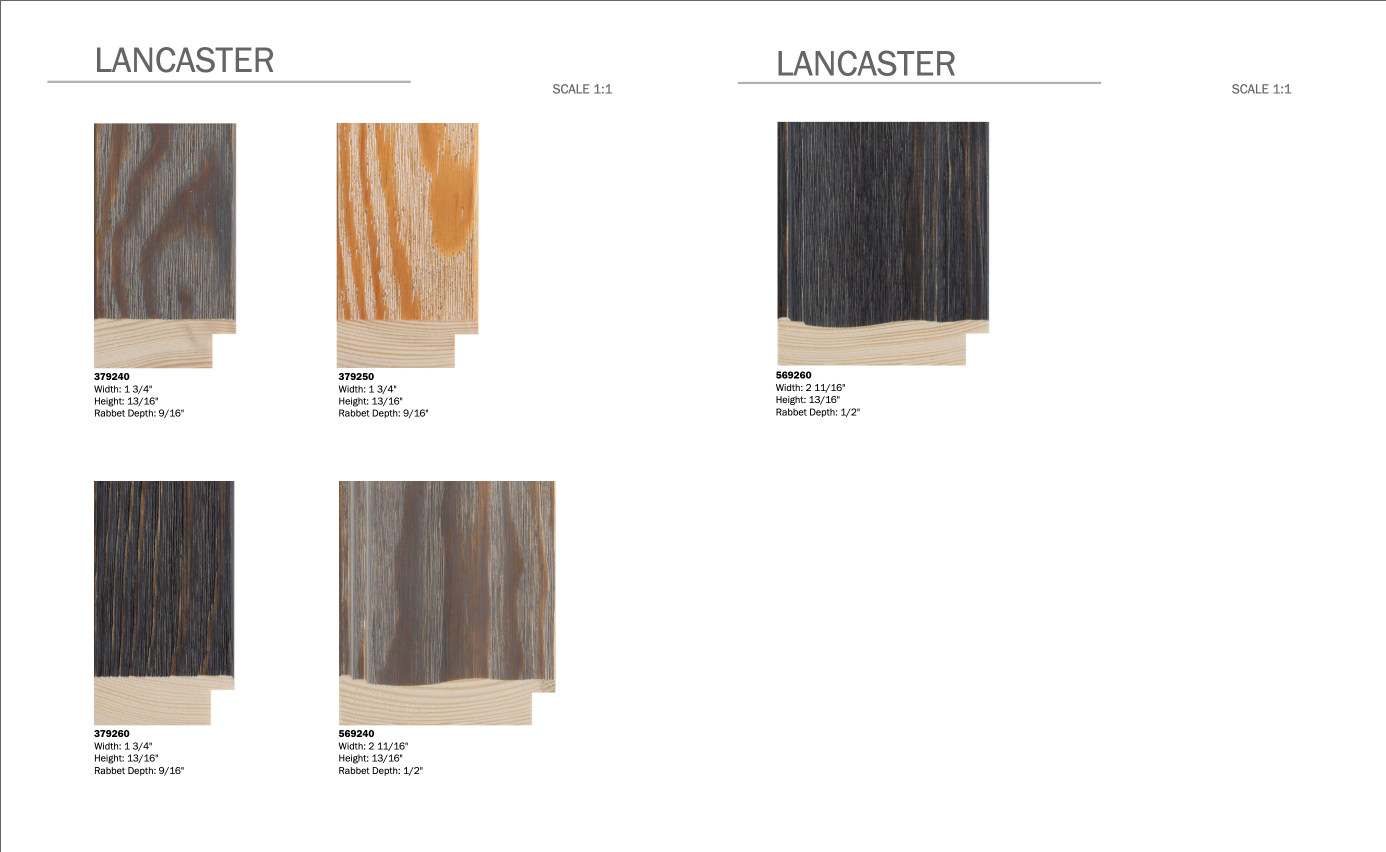 LANCASTER
SCALE 1:1
379240
Width: 1 3/4"
Height: 13/16"
Rabbet Depth: 9/16"
379250
Width: 1 3/4"
Height: 13/16"
Rabbet Depth: 9/16"
379260
Width: 1 3/4"
Height: 13/16"
Rabbet Depth: 9/16"
569240
Width: 2 11/16"
Height: 13/16"
Rabbet Depth: 1/2"
LANCASTER
SCALE 1:1
569260
Width: 2 11/16"
Height: 13/16"
Rabbet Depth: 1/2"